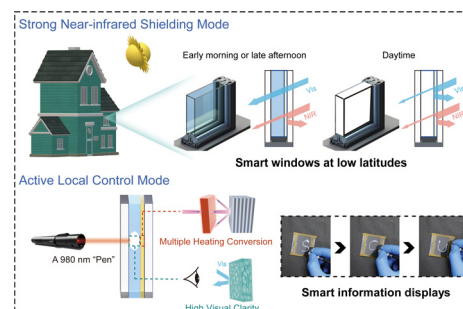 Strong Near-infrared Shielding Mode
Early morning or late afternoon
Daytime
Vis
NIR
Vis
NIR
Smart windows at low latitudes
Active Local Control Mode
Multiple Heating Conversion
A 980 nm “Pen”
Vis
High Visual Clarity
Smart information displays